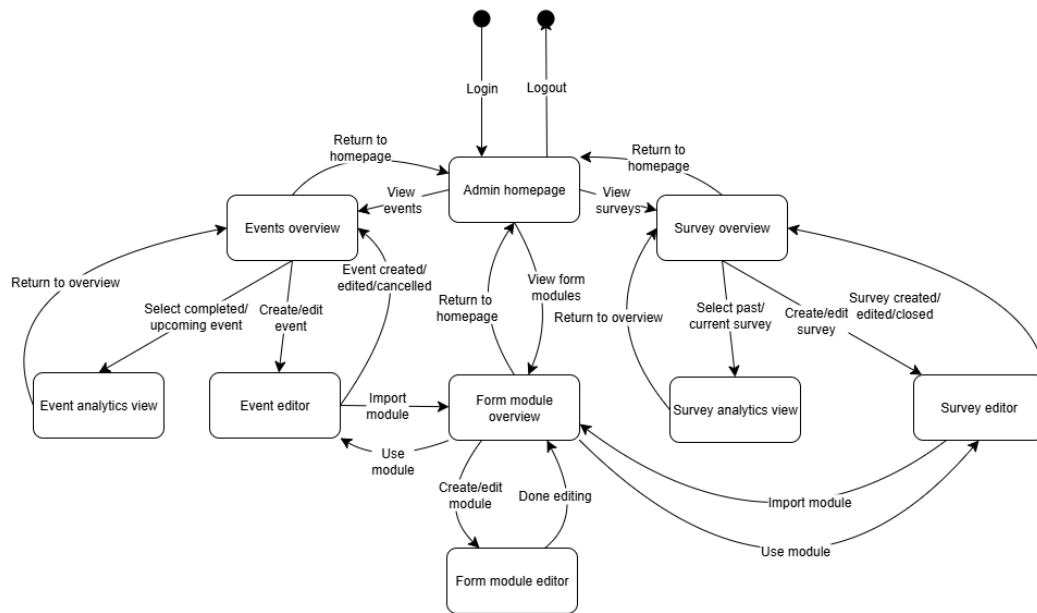 Login
Logout
Return to
homepage
Return to
homepage
Admin homepage
View
events
View
surveys
Events overview
Survey overview
Return to overview
Event created/
edited/cancelled
View form
modules
Select completed/
upcoming event
Create/edit
event
Return to
homepage
Return to overview
Select past/
current survey
Create/edit
survey
Survey created/
edited/closed
Event analytics view
Event editor
Import
module
Form module
overview
Survey analytics view
Survey editor
Use
module
Create/edit
module
Done editing
Import module
Use module
Form module editor